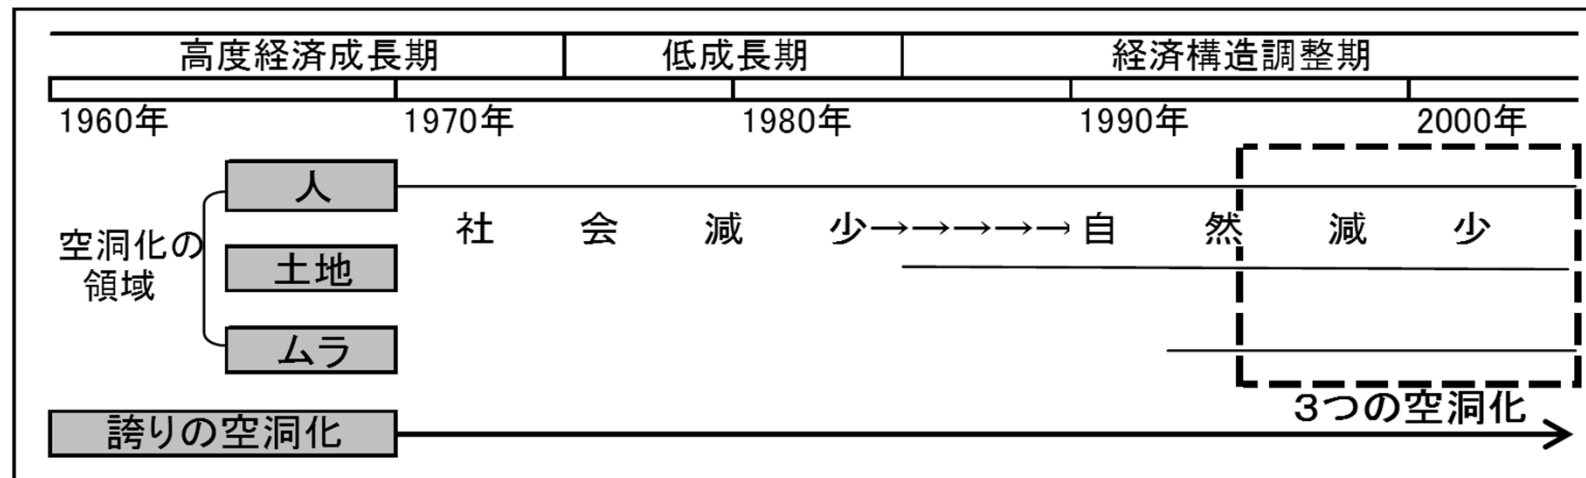 高度経済成長期 低成長期 経済構造調整期
1960年 1970年 1980年 1990年 2000年
人
社会減少→→→→→自然減少
空洞化の
領域
土地
ムラ
3つの空洞化
誇りの空洞化